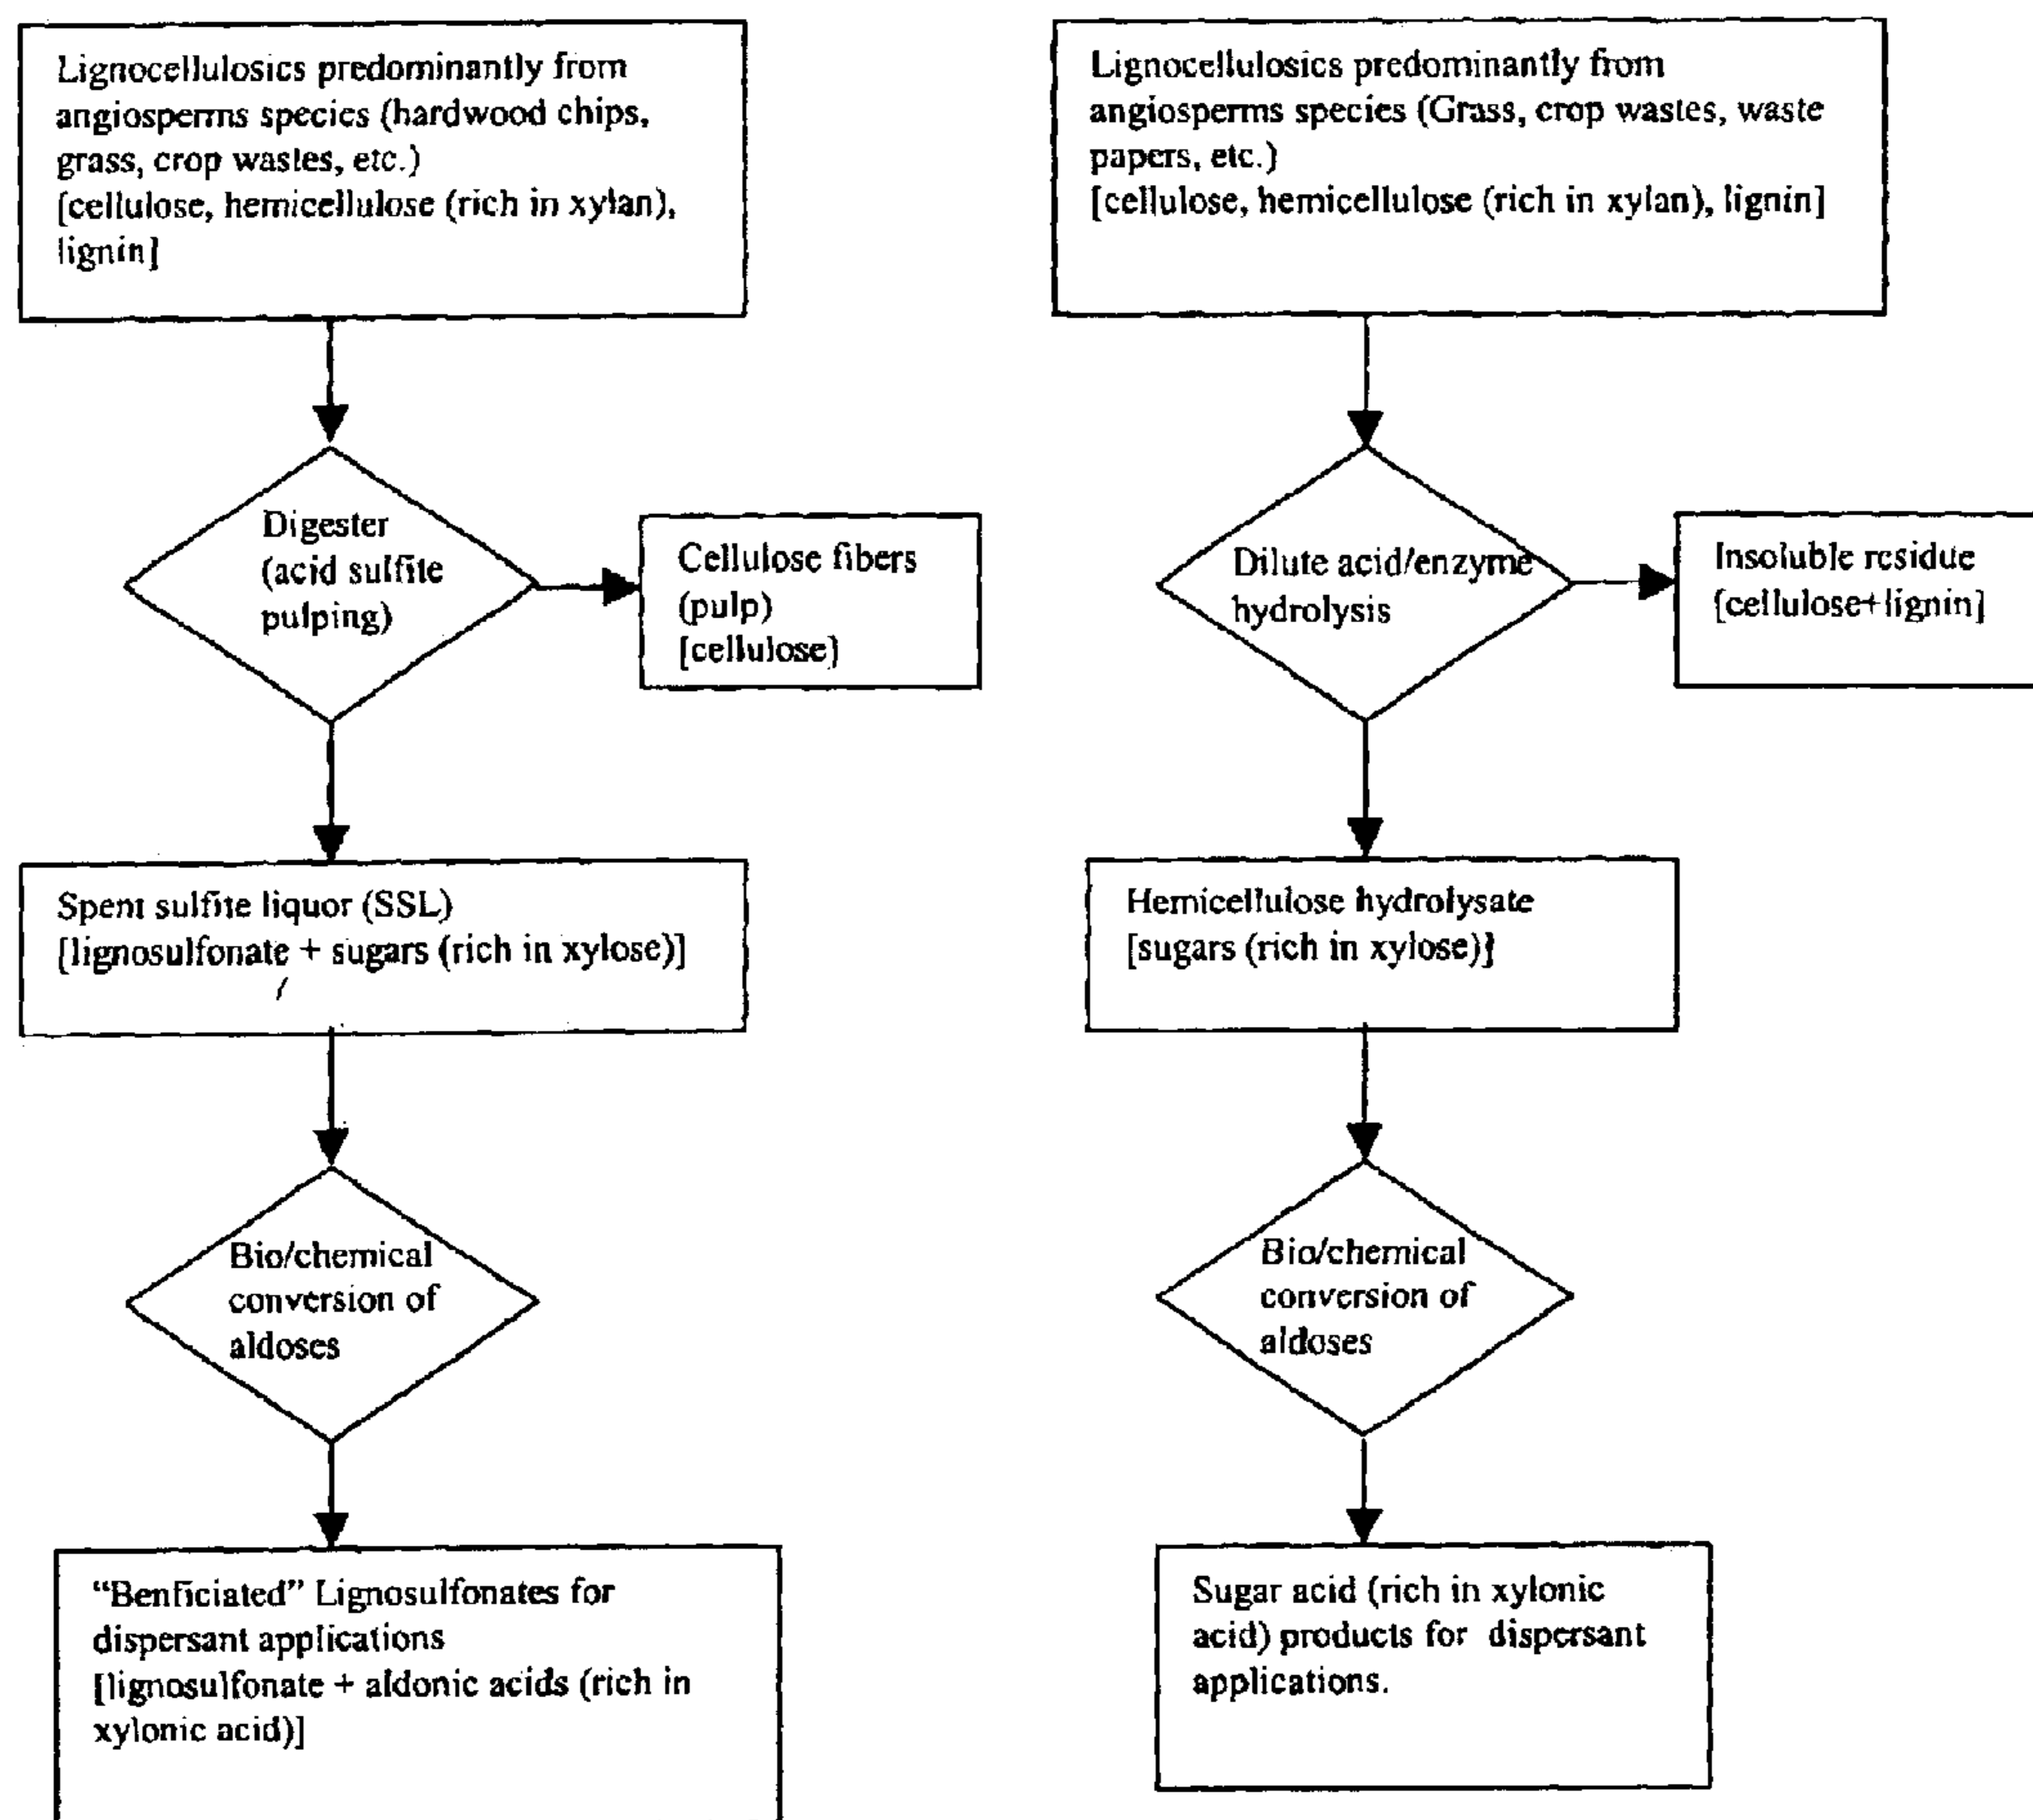 Lignocellulosics predominantly from
angiosperms species (hardwood chips,
grass, crop wastes, etc.)
[cellulose, hemicellulose (rich in xylan),
lignin]
Digester
(acid sulfite
pulping)
Cellulose fibers
(pulp)
[cellulose]
Spent sulfite liquor (SSL)
[lignosulfonate + sugars (rich in xylose)]
Bio/chemical
conversion of
aldoses
“Benficiated” Lignosulfonates for
dispersant applications
[lignosulfonate + aldonic acids (rich in
xylonic acid)]
Lignocellulosics predominantly from
angiosperms species (Grass, crop wastes, waste
papers, etc.)
[cellulose, hemicellulose (rich in xylan), lignin]
Dilute acid/enzyme
hydrolysis
Insoluble residue
[cellulose+lignin]
Hemicellulose hydrolysate
[sugars (rich in xylose)]
Bio/chemical
conversion of
aldoses
Sugar acid (rich in xylonic
acid) products for dispersant
applications.